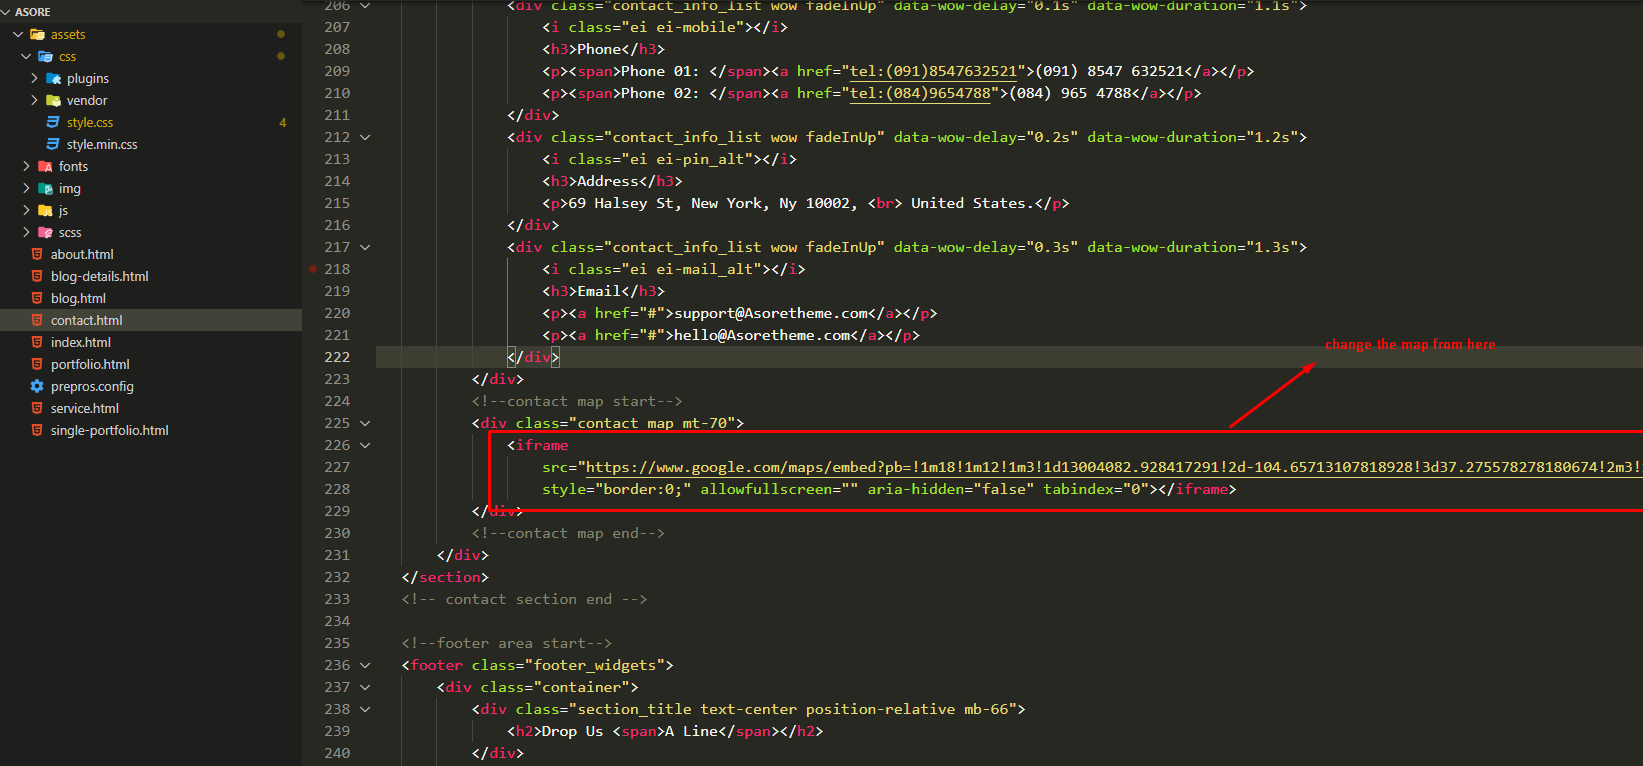 ASORE
assets
css
plugins
vendor
style.css 4
style.min.css
fonts
img
js
scss
about.html
blog-details.html
blog.html
contact.html
index.html
portfolio.html
prepros.config
service.html
single-portfolio.html
206 <div class="contact_info_list wow fadeInUp" data-wow-delay="0.1s" data-wow-duration="1.1s">
207 <i class="ei ei-mobile"></i>
208 <h3>Phone</h3>
209 <p><span>Phone 01: </span><a href="tel:(091)8547632521">(091) 8547 632521</a></p>
210 <p><span>Phone 02: </span><a href="tel:(084)9654788">(084) 965 4788</a></p>
211 </div>
212 <div class="contact_info_list wow fadeInUp" data-wow-delay="0.2s" data-wow-duration="1.2s">
213 <i class="ei ei-pin_alt"></i>
214 <h3>Address</h3>
215 <p>69 Halsey St, New York, Ny 10002, <br> United States.</p>
216 </div>
217 <div class="contact_info_list wow fadeInUp" data-wow-delay="0.3s" data-wow-duration="1.3s">
218 <i class="ei ei-mail_alt"></i>
219 <h3>Email</h3>
220 <p><a href="#">support@Asoretheme.com</a></p>
221 <p><a href="#">hello@Asoretheme.com</a></p>
222 </div>
change the map from here
223 </div>
224 <!--contact map start-->
225 <div class="contact map mt-70">
226 <iframe
227 src="https://www.google.com/maps/embed?pb=!1m18!1m12!1m3!1d13004082.928417291!2d-104.65713107818928!3d37.275578278180674!2m3!
228 style="border:0;" allowfullscreen="" aria-hidden="false" tabindex="0"></iframe>
229 </div>
230 <!--contact map end-->
231 </div>
232 </section>
233 <!-- contact section end -->
234
235 <!--footer area start-->
236 <footer class="footer_widgets">
237 <div class="container">
238 <div class="section_title text-center position-relative mb-66">
239 <h2>Drop Us <span>A Line</span></h2>
240 </div>